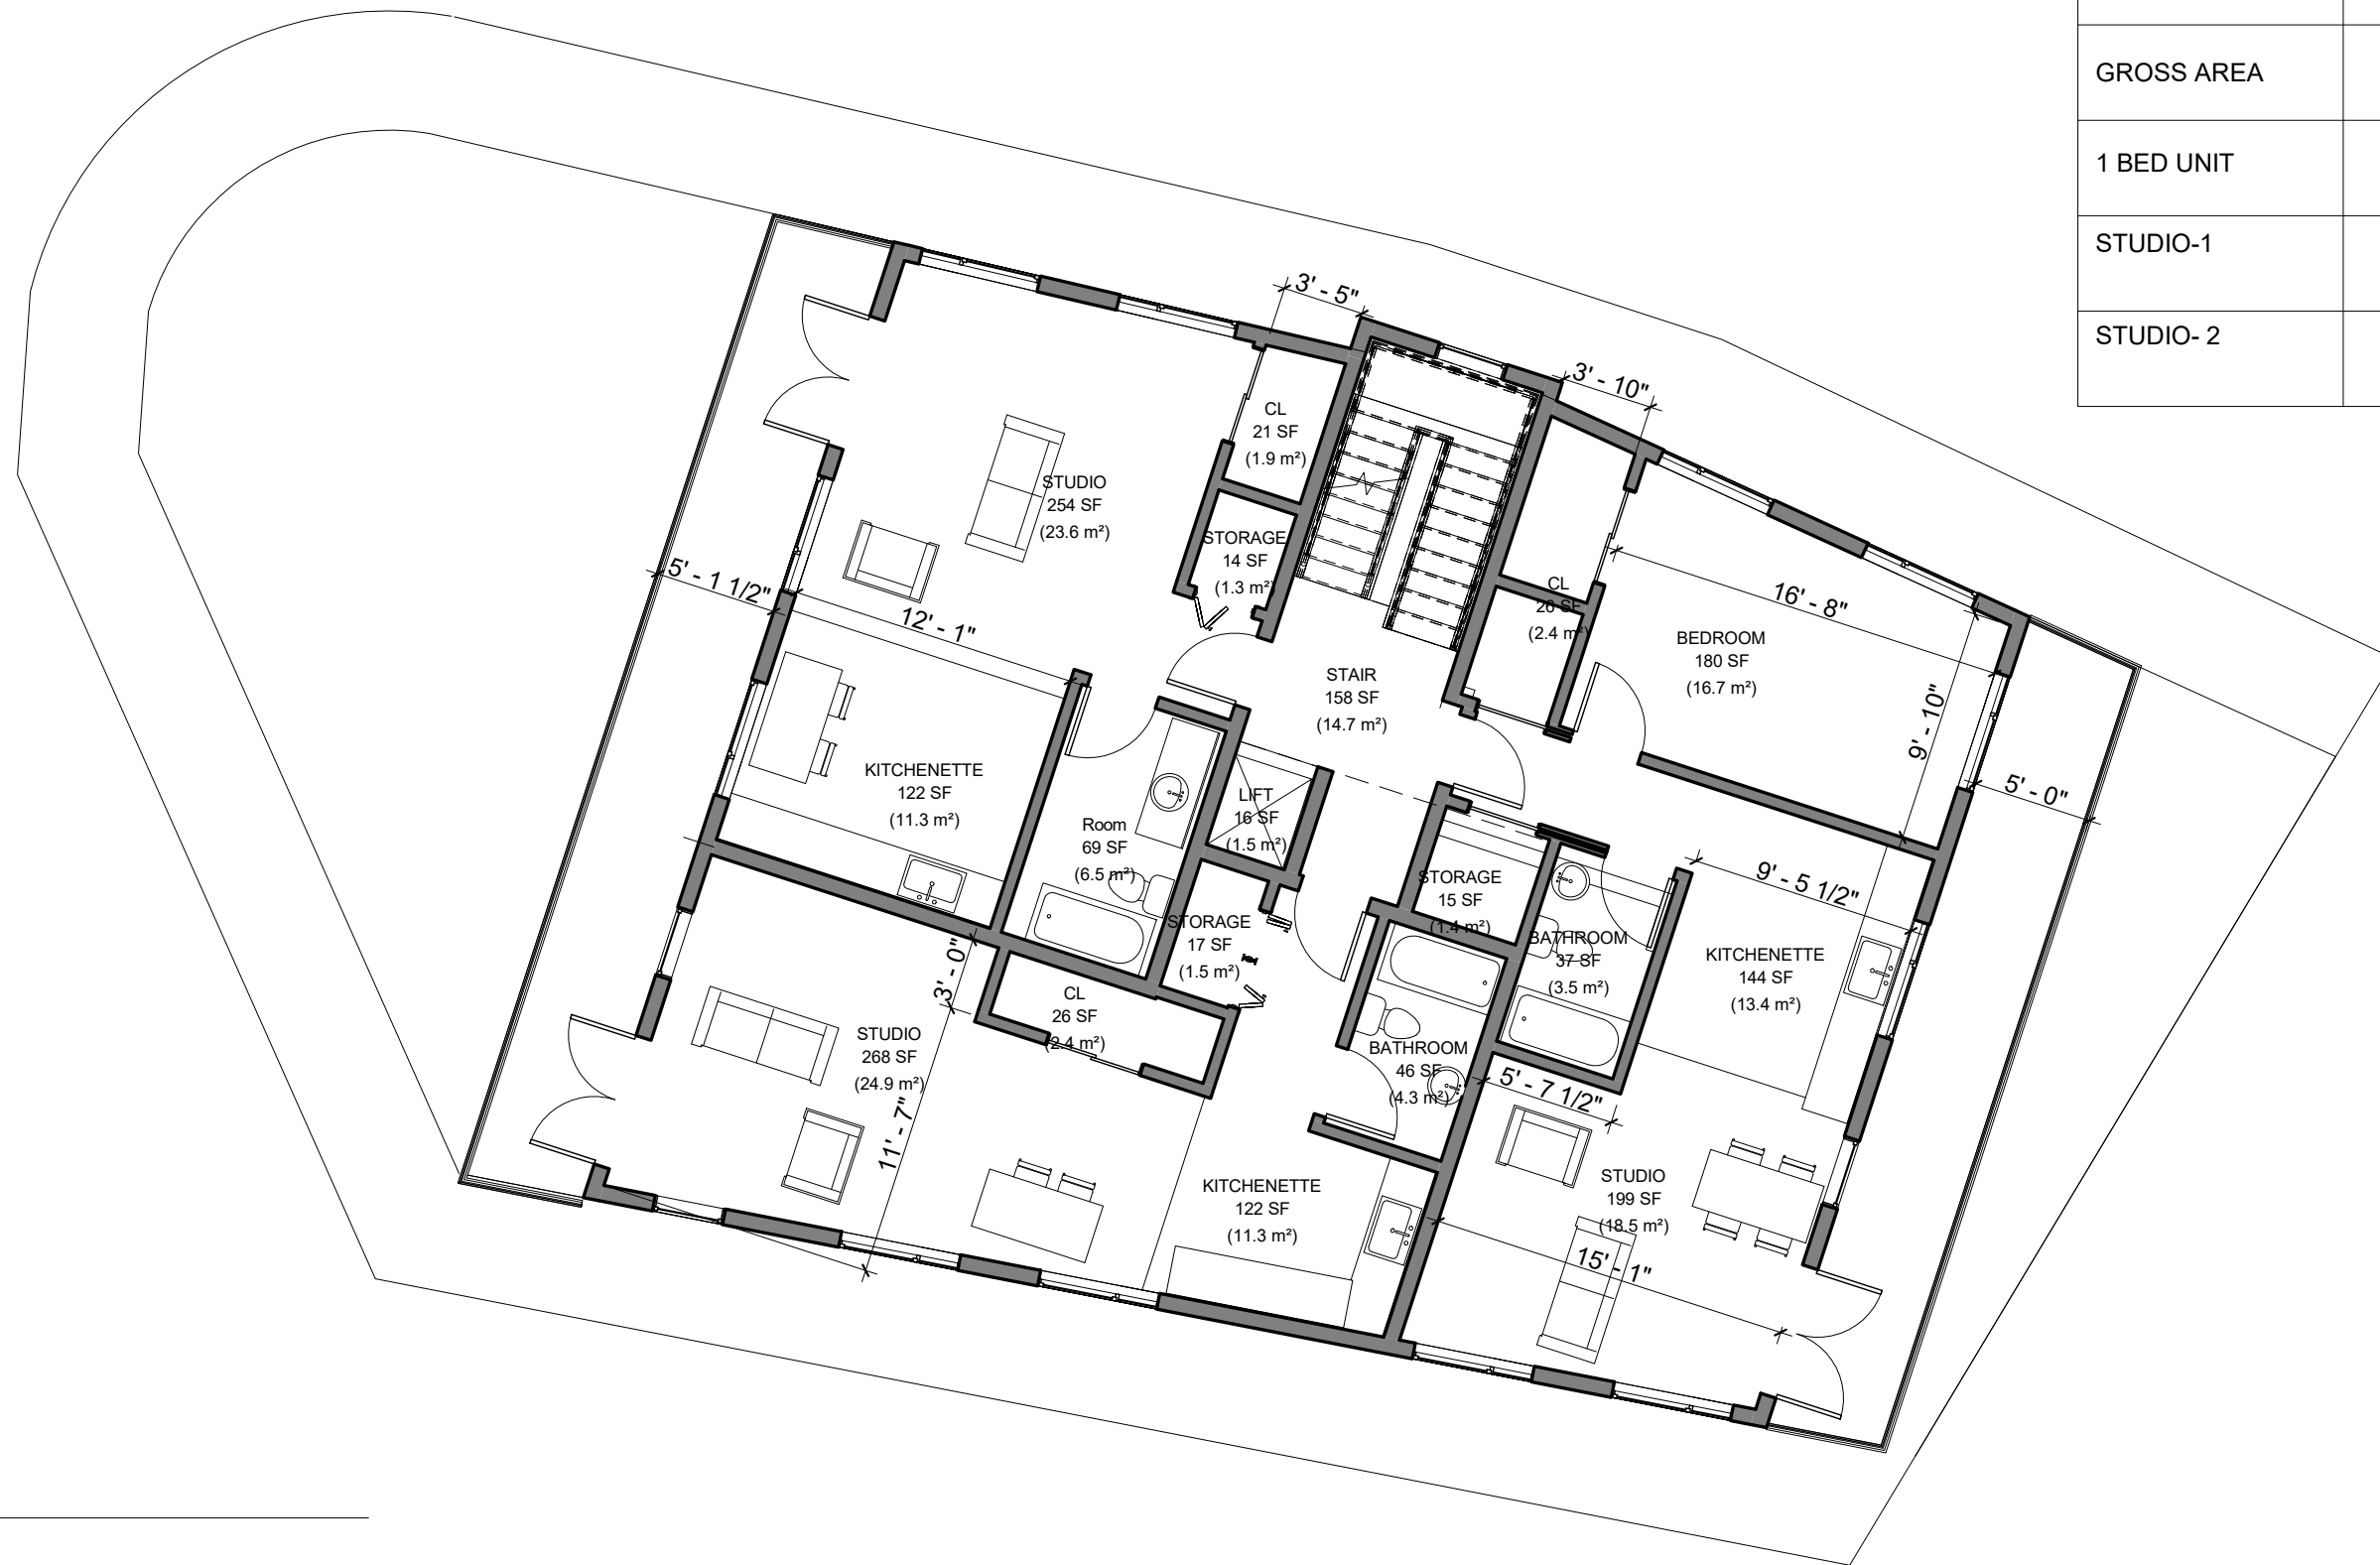 GROSS AREA
1 BED UNIT
STUDIO-1
STUDIO- 2
3' - 5"
3' - 10"
CL
21 SF
(1.9 m²)
STUDIO
254 SF
(23.6 m²)
STORAGE
14 SF
(1.3 m²)
5' - 1 1/2"
12' - 1"
CL
26 SF
(2.4 m²)
16' - 8"
BEDROOM
180 SF
(16.7 m²)
STAIR
158 SF
(14.7 m²)
9' - 10"
5' - 0"
KITCHENETTE
122 SF
(11.3 m²)
LIFT
16 SF
(1.5 m²)
Room
69 SF
(6.5 m²)
STORAGE
15 SF
(1.4 m²)
9' - 5 1/2"
STORAGE
17 SF
(1.5 m²)
BATHROOM
37 SF
(3.5 m²)
KITCHENETTE
144 SF
(13.4 m²)
3' - 0"
CL
26 SF
(2.4 m²)
STUDIO
268 SF
(24.9 m²)
BATHROOM
46 SF
(4.3 m²)
5' - 7 1/2"
11' - 7"
KITCHENETTE
122 SF
(11.3 m²)
STUDIO
199 SF
(18.5 m²)
15' - 1"